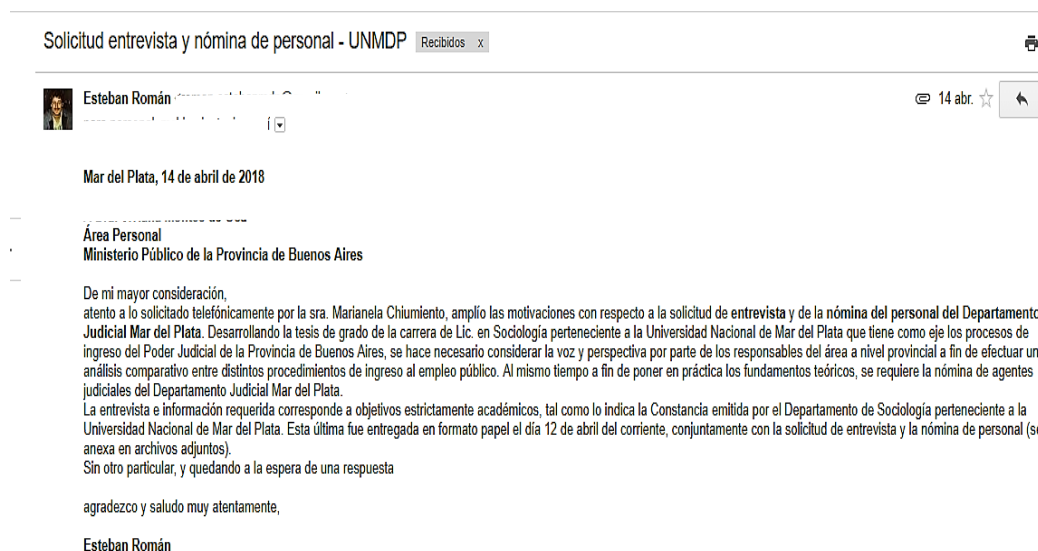 Solicitud entrevista y nómina de personal - UNMDP Recibidos x
Esteban Román
14 abr.
Mar del Plata, 14 de abril de 2018
Área Personal
Ministerio Público de la Provincia de Buenos Aires
De mi mayor consideración,
atento a lo solicitado telefónicamente por la sra. Marianela Chiumiento, amplío las motivaciones con respecto a la solicitud de entrevista y de la nómina del personal del Departamento
Judicial Mar del Plata. Desarrollando la tesis de grado de la carrera de Lic. en Sociología perteneciente a la Universidad Nacional de Mar del Plata que tiene como eje los procesos de
ingreso del Poder Judicial de la Provincia de Buenos Aires, se hace necesario considerar la voz y perspectiva por parte de los responsables del área a nivel provincial a fin de efectuar un
análisis comparativo entre distintos procedimientos de ingreso al empleo público. Al mismo tiempo a fin de poner en práctica los fundamentos teóricos, se requiere la nómina de agentes
judiciales del Departamento Judicial Mar del Plata.
La entrevista e información requerida corresponde a objetivos estrictamente académicos, tal como lo indica la Constancia emitida por el Departamento de Sociología perteneciente a la
Universidad Nacional de Mar del Plata. Esta última fue entregada en formato papel el día 12 de abril del corriente, conjuntamente con la solicitud de entrevista y la nómina de personal (se
anexa en archivos adjuntos).
Sin otro particular, y quedando a la espera de una respuesta
agradezco y saludo muy atentamente,
Esteban Román